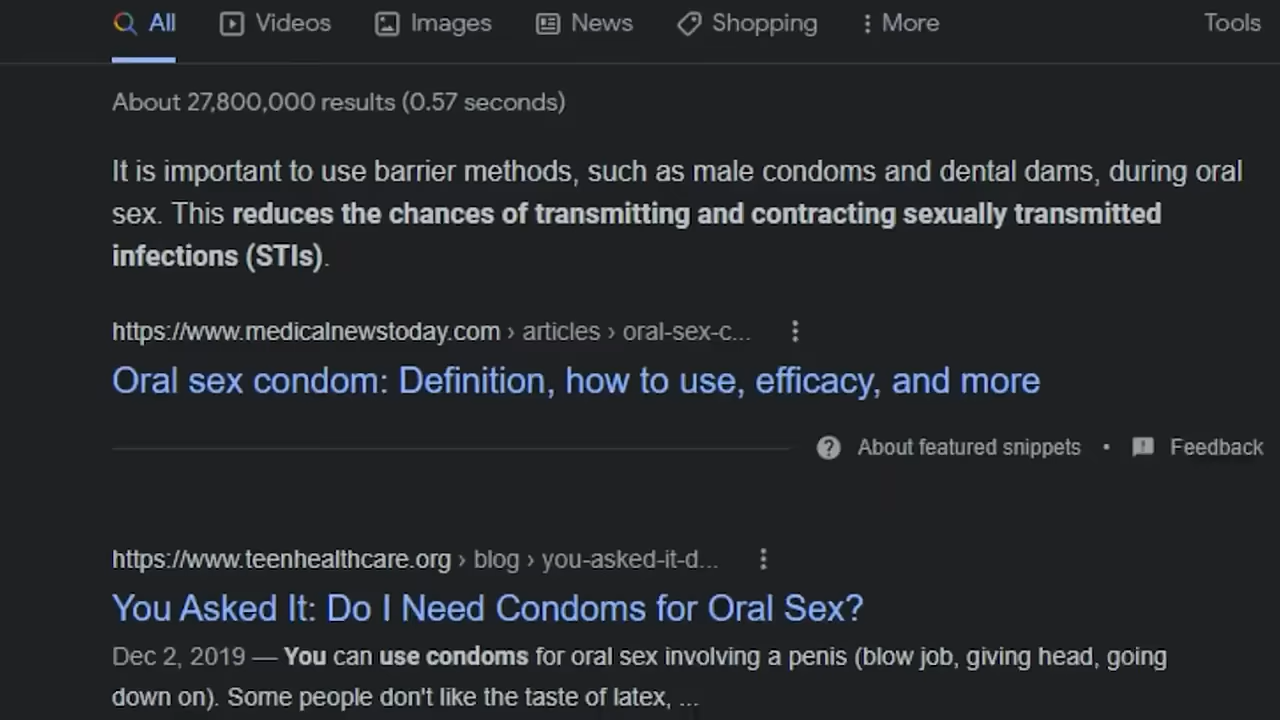 All Videos Images News Shopping More Tools
About 27,800,000 results (0.57 seconds)
It is important to use barrier methods, such as male condoms and dental dams, during oral
sex. This reduces the chances of transmitting and contracting sexually transmitted
infections (STIs).
https://www.medicalnewstoday.com › articles › oral-sex-c...
Oral sex condom: Definition, how to use, efficacy, and more
About featured snippets • Feedback
https://www.teenhealthcare.org › blog › you-asked-it-d...
You Asked It: Do I Need Condoms for Oral Sex?
Dec 2, 2019 — You can use condoms for oral sex involving a penis (blow job, giving head, going
down on). Some people don't like the taste of latex, ...